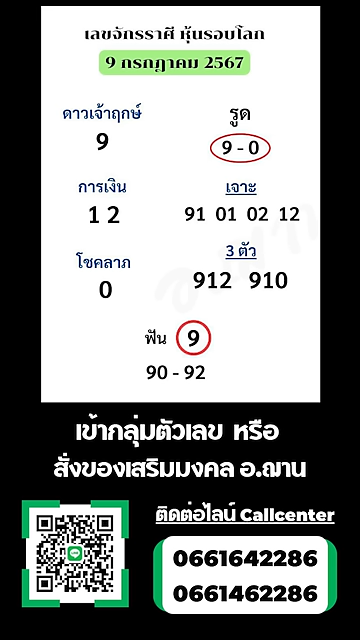 เลขจักรราศี หุ้นรอบโลก
9 กรกฎาคม 2567
ดาวเจ้าฤกษ์
9
รูด
9 - 0
การเงิน
1 2
เจาะ
91 01 02 12
โชคลาภ
0
3 ตัว
912 910
ฟัน 9
90 - 92
เข้ากลุ่มตัวเลข หรือ
สั่งของเสริมมงคล อ.ฌาน
ติดต่อไลน์ Callcenter
0661642286
0661462286